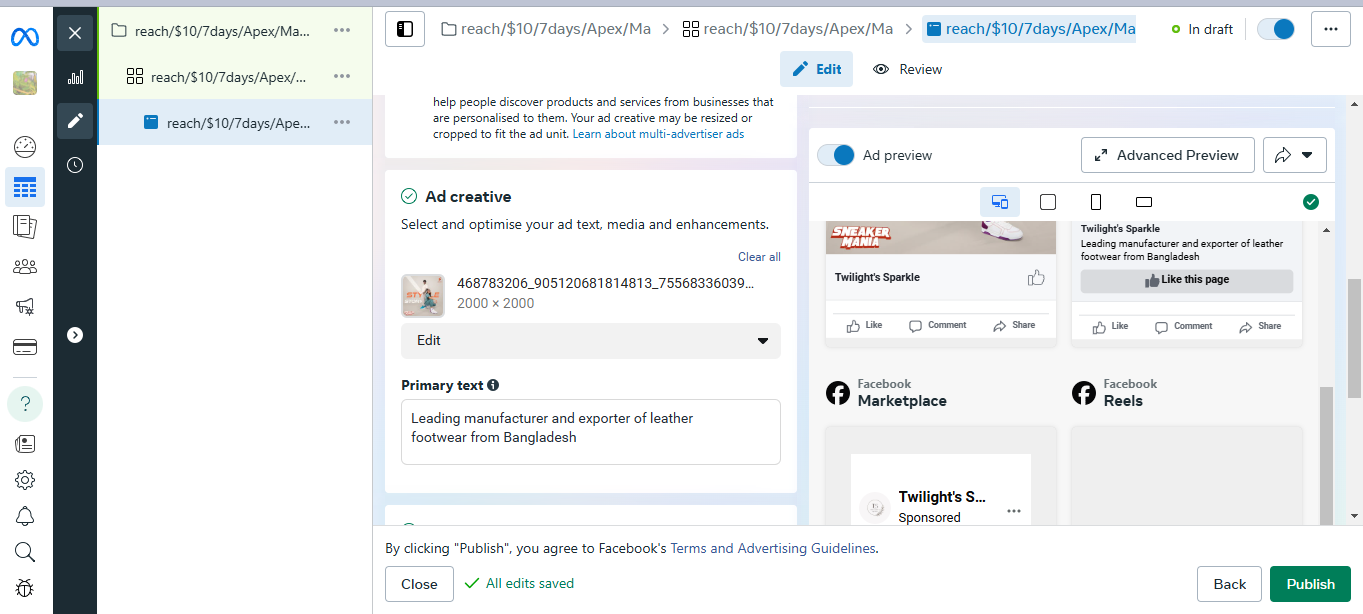 reach/$10/7days/Apex/Ma...
reach/$10/7days/Apex/...
reach/$10/7days/Ape...
reach/$10/7days/Apex/Ma
reach/$10/7days/Apex/Ma
reach/$10/7days/Apex/Ma
In draft
Edit
Review
help people discover products and services from businesses that
are personalised to them. Your ad creative may be resized or
cropped to fit the ad unit. Learn about multi-advertiser ads
Ad creative
Select and optimise your ad text, media and enhancements.
Clear all
468783206_905120681814813_75568336039...
2000 × 2000
Edit
Primary text
Leading manufacturer and exporter of leather
footwear from Bangladesh
Ad preview
Advanced Preview
SNEAKER
MANIA
Twilight's Sparkle
Like
Comment
Share
Twilight's Sparkle
Leading manufacturer and exporter of leather
footwear from Bangladesh
Like this page
Like
Comment
Share
Facebook
Marketplace
Facebook
Reels
Twilight's S...
Sponsored
By clicking "Publish", you agree to Facebook's Terms and Advertising Guidelines.
Close
All edits saved
Back
Publish